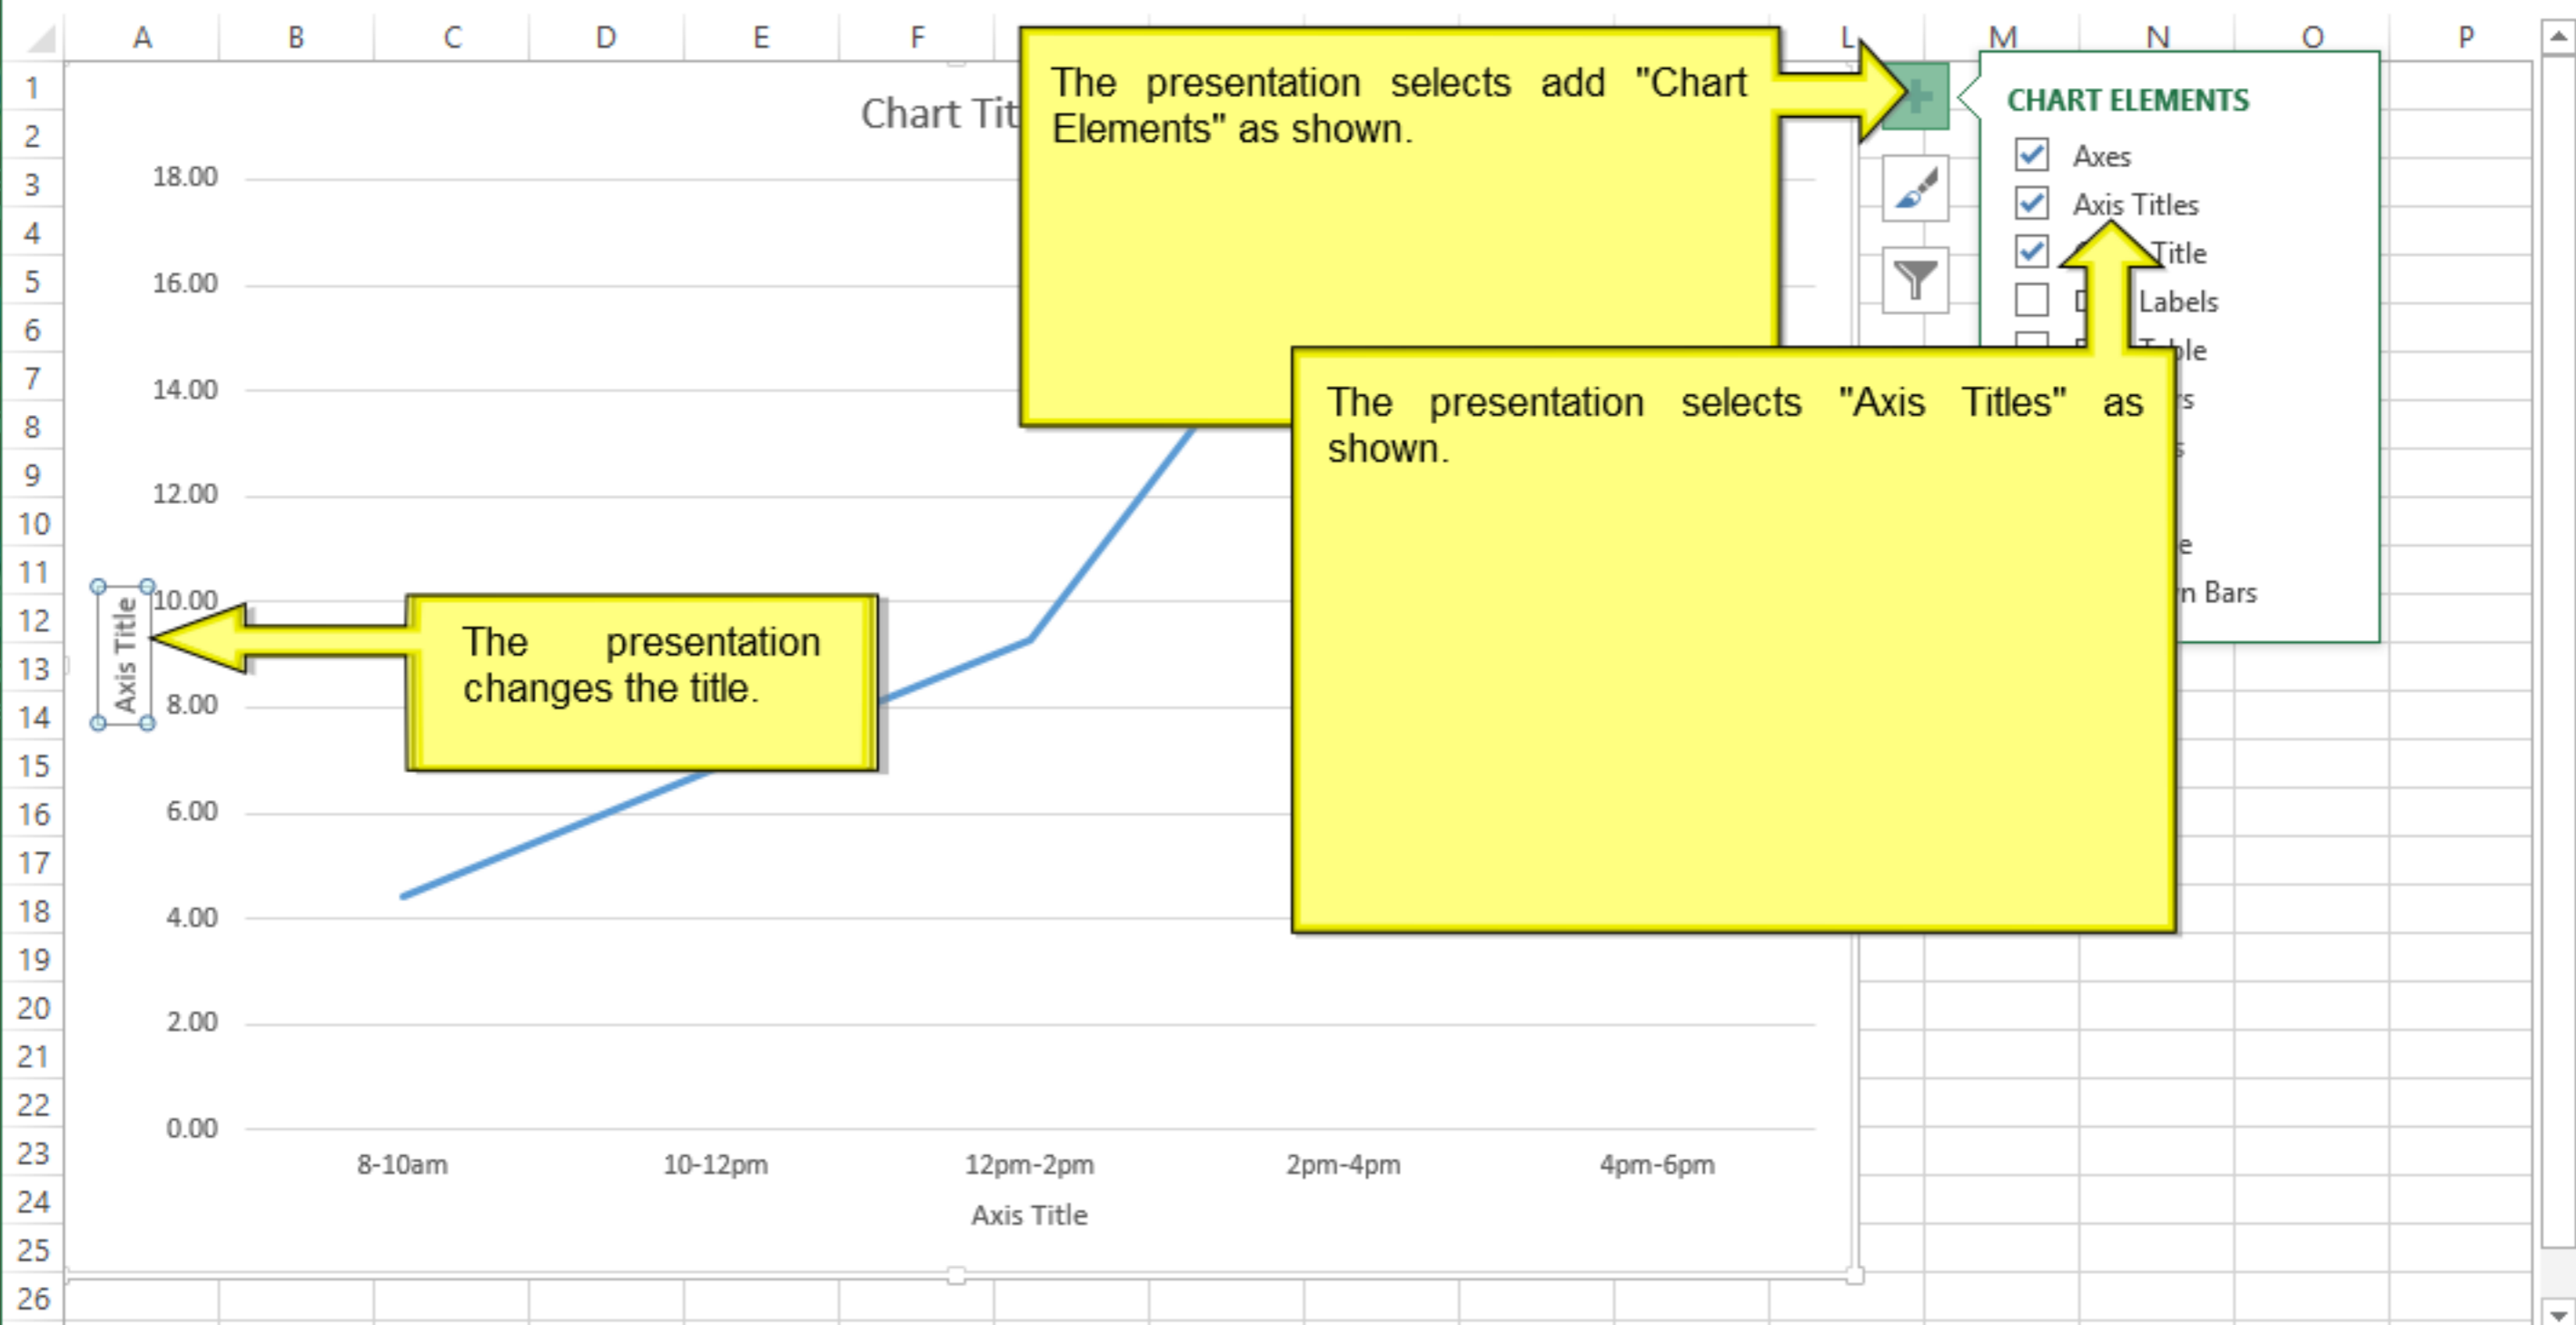 A B C D E F L M N O P
1
2
3
4
5
6
7
8
9
10
11
12
13
14
15
16
17
18
19
20
21
22
23
24
25
26
Chart Tit
The presentation selects add "Chart
Elements" as shown.
CHART ELEMENTS
Axes
Axis Titles
Title
Labels
The presentation selects "Axis Titles" as
shown.
n Bars
18.00
16.00
14.00
12.00
10.00
8.00
6.00
4.00
2.00
0.00
Axis Title
The presentation
changes the title.
8-10am 10-12pm 12pm-2pm 2pm-4pm 4pm-6pm
Axis Title